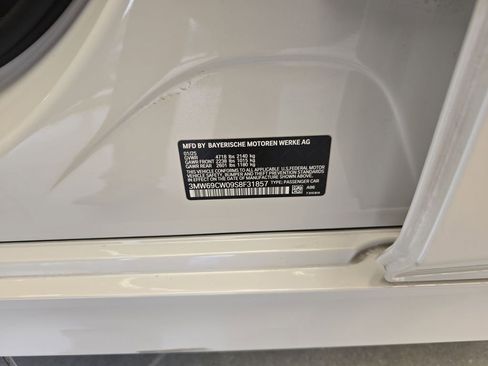 MFD BY BAYERISCHE MOTOREN WERKE AG
01/25
GVWR 4718 lbs 2140 kg
GAWR FRONT 2238 lbs 1015 kg
GAWR REAR 2601 lbs 1180 kg
THIS VEHICLE CONFORMS TO ALL APPLICABLE U.S. FEDERAL MOTOR
VEHICLE SAFETY, BUMPER, AND THEFT PREVENTION STANDARDS
IN EFFECT ON THE DATE OF MANUFACTURE SHOWN ABOVE
3MW69CW09S8F31857 TYPE: PASSENGER CAR